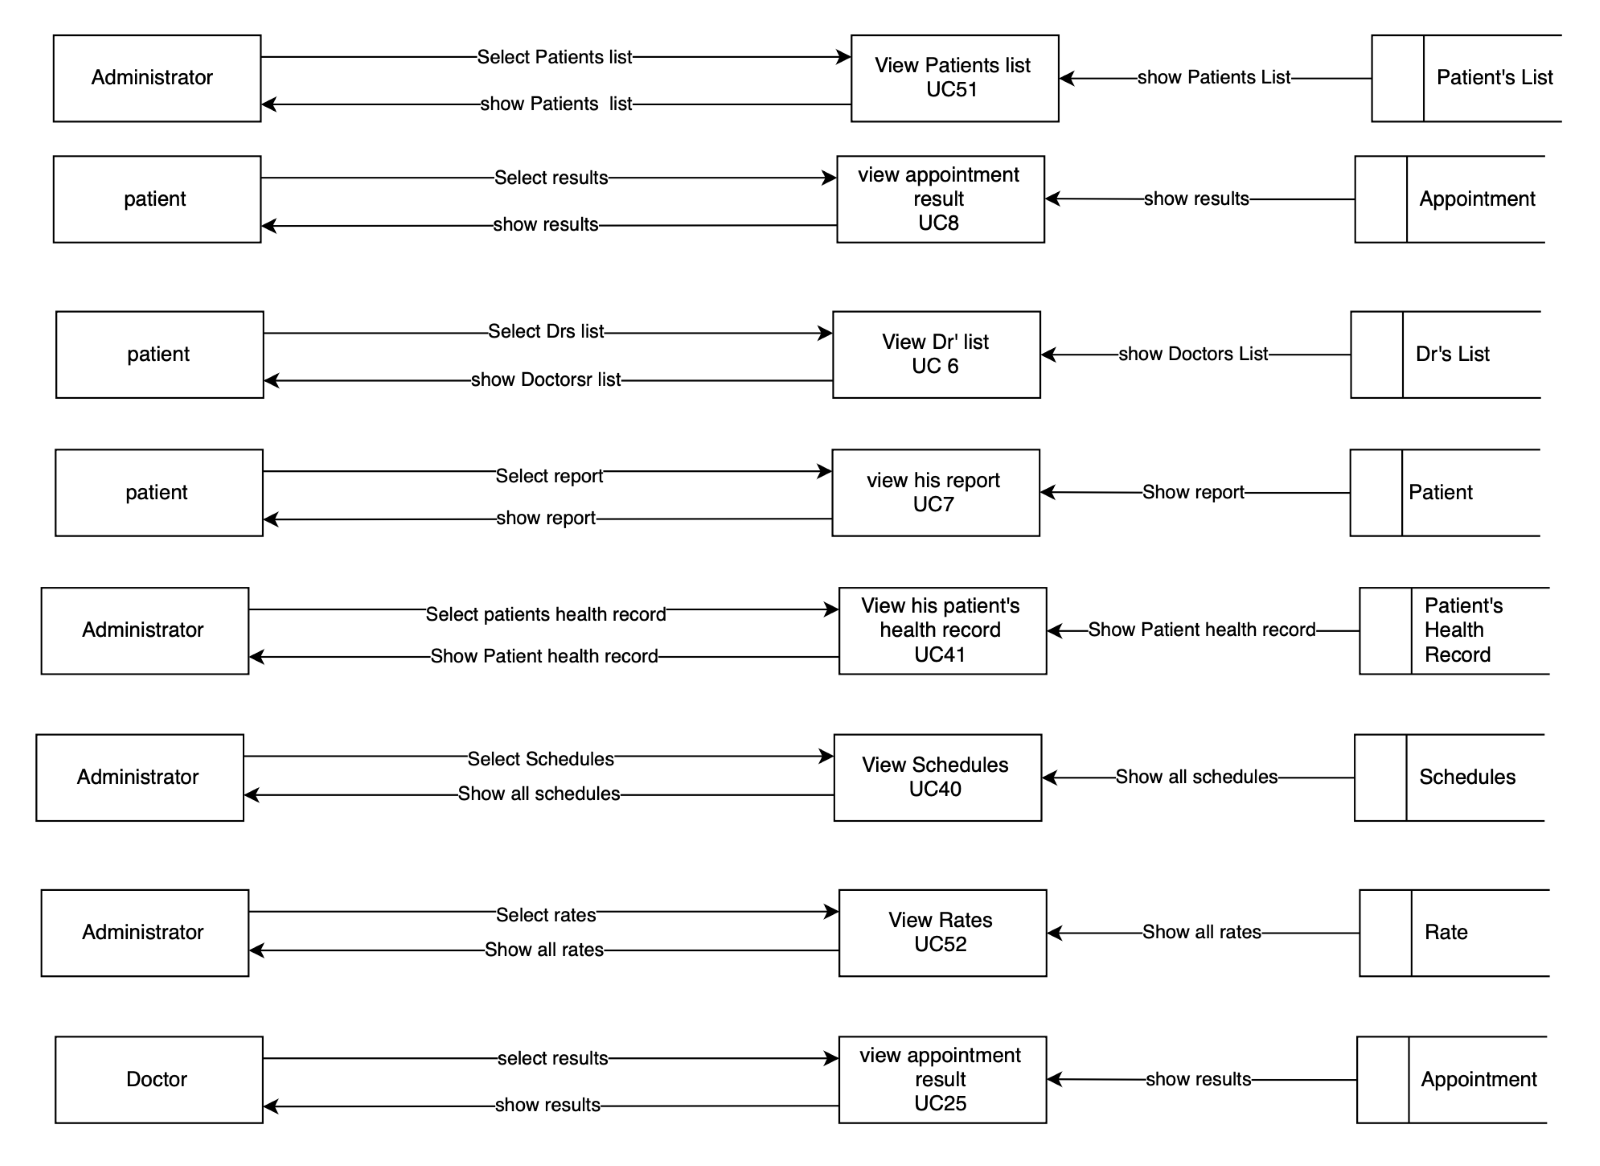 Administrator
Select Patients list
show Patients  list
View Patients list
UC51
show Patients List
Patient's List
patient
Select results
show results
view appointment
result
UC8
show results
Appointment
patient
Select Drs list
show Doctorsr list
View Dr' list
UC 6
show Doctors List
Dr's List
patient
Select report
show report
view his report
UC7
Show report
Patient
Administrator
Select patients health record
Show Patient health record
View his patient's
health record
UC41
Show Patient health record
Patient's
Health
Record
Administrator
Select Schedules
Show all schedules
View Schedules
UC40
Show all schedules
Schedules
Administrator
Select rates
Show all rates
View Rates
UC52
Show all rates
Rate
Doctor
select results
show results
view appointment
result
UC25
show results
Appointment